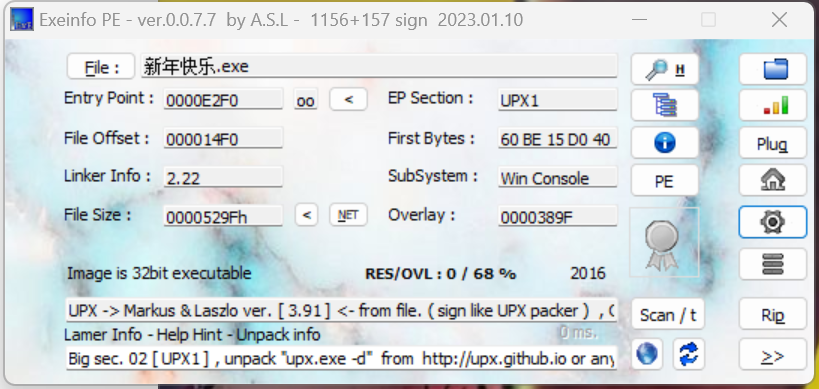 Exeinfo PE - ver.0.0.7.7 by A.S.L - 1156+157 sign 2023.01.10
File : 新年快乐.exe H
Entry Point : 0000E2F0 oo < EP Section : UPX1
File Offset : 000014F0 First Bytes : 60 BE 15 D0 40 Plug
Linker Info : 2.22 SubSystem : Win Console PE
File Size : 0000529Fh < NET Overlay : 0000389F
Image is 32bit executable RES/OVL : 0 / 68 % 2016
UPX -> Markus & Laszlo ver. [ 3.91 ] <- from file. ( sign like UPX packer ) , Scan / t Rip
Lamer Info - Help Hint - Unpack info 0 ms.
Big sec. 02 [ UPX1 ] , unpack "upx.exe -d" from http://upx.github.io or any >>